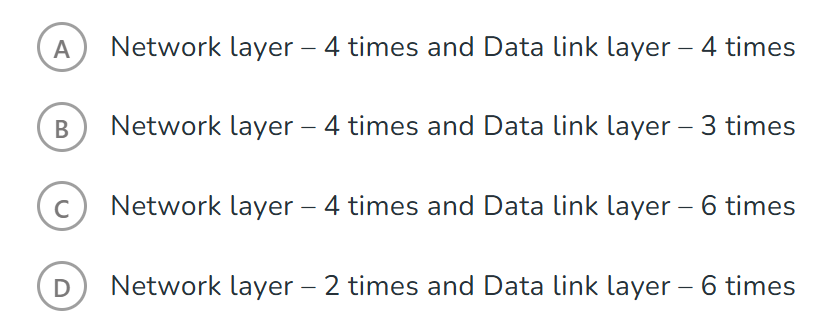 A Network layer – 4 times and Data link layer – 4 times
B Network layer – 4 times and Data link layer – 3 times
C Network layer – 4 times and Data link layer – 6 times
D Network layer – 2 times and Data link layer – 6 times